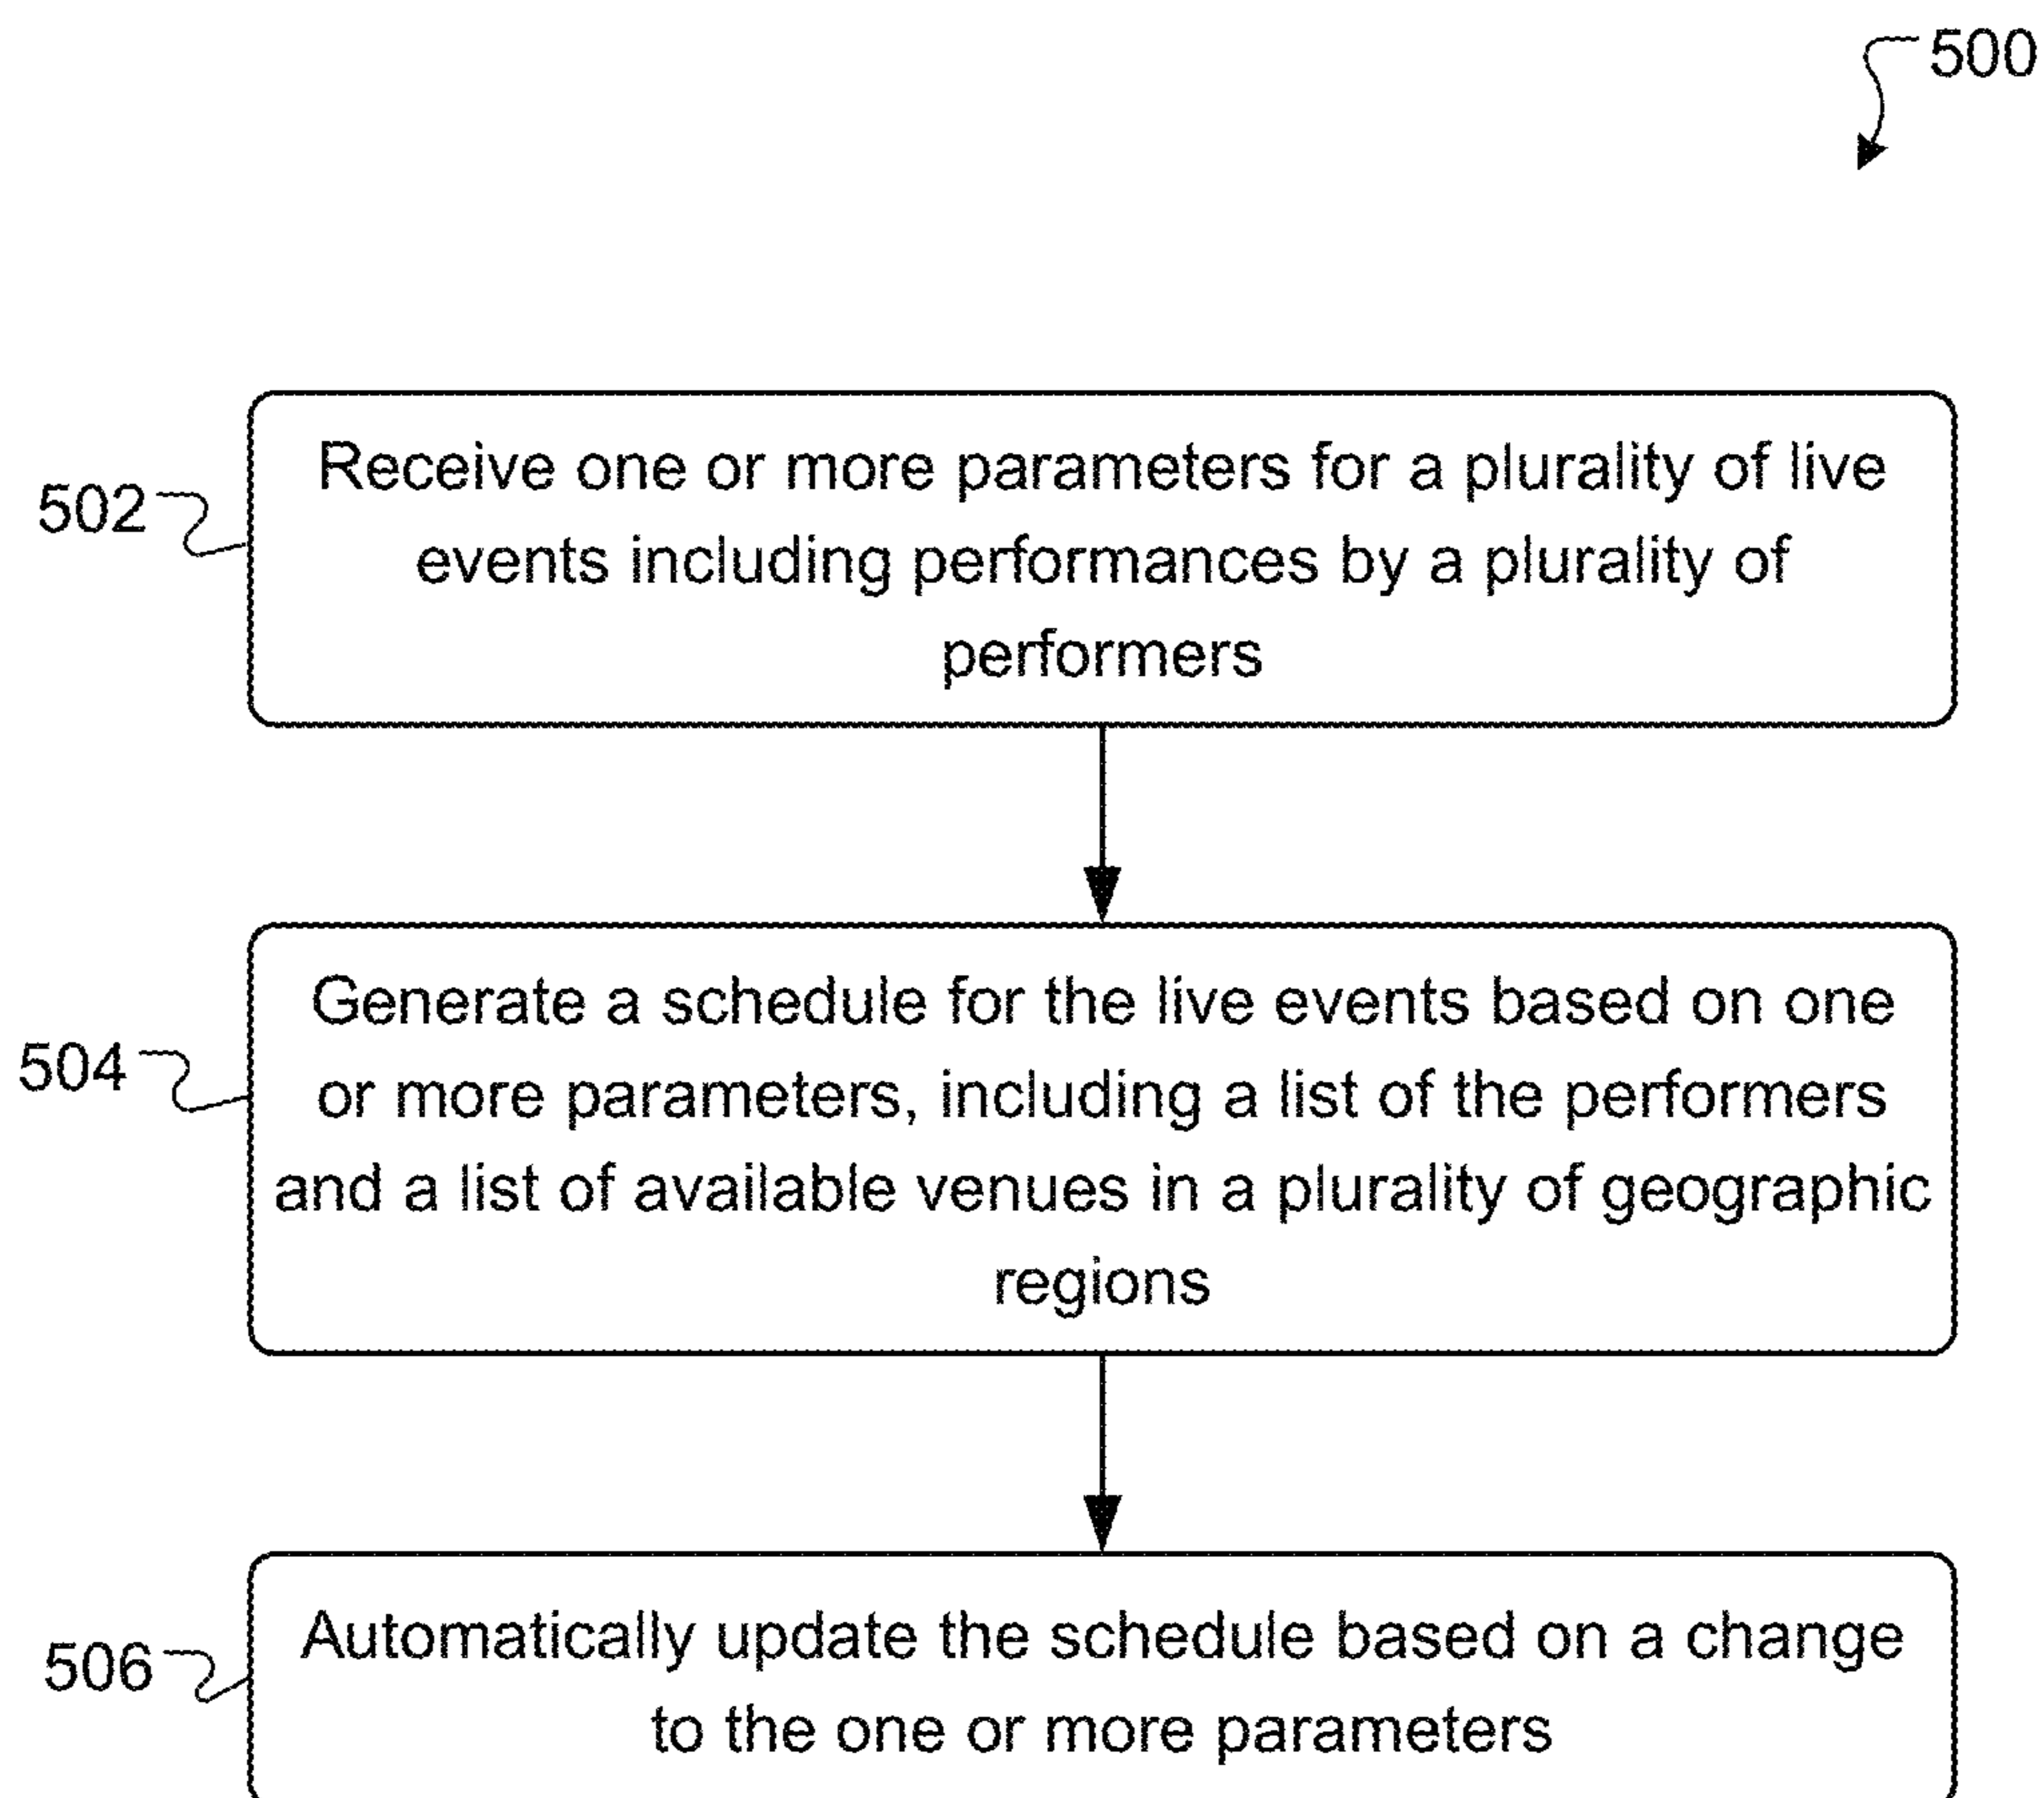 500
502
Receive one or more parameters for a plurality of live
events including performances by a plurality of
performers
504
Generate a schedule for the live events based on one
or more parameters, including a list of the performers
and a list of available venues in a plurality of geographic
regions
506
Automatically update the schedule based on a change
to the one or more parameters